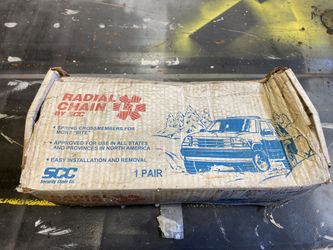 RADIAL
CHAIN
BY SCC
• SPRING CROSSMEMBERS FOR
MORE "BITE"
• APPROVED FOR USE IN ALL STATES
AND PROVINCES IN NORTH AMERICA
• EASY INSTALLATION AND REMOVAL
SCC
Security Chain Co.
1 PAIR